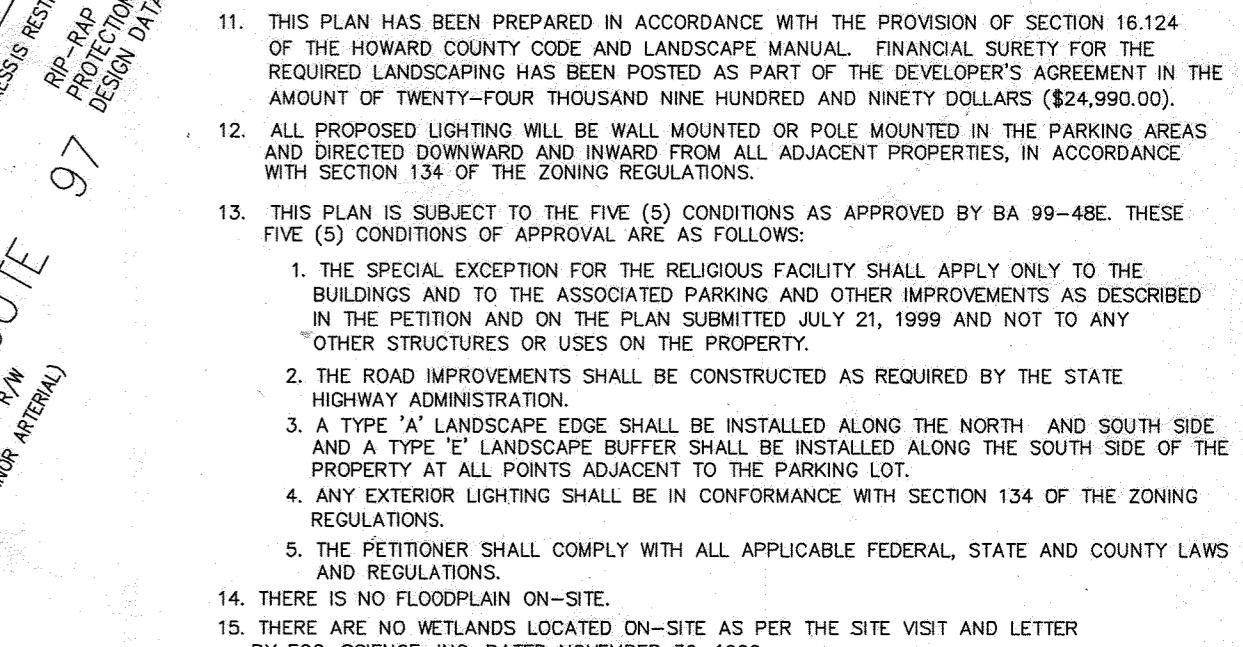 RESTR
RIP-RAP
PROTECTION
DESIGN DATA
97
R/W
ARTERIAL)
11. THIS PLAN HAS BEEN PREPARED IN ACCORDANCE WITH THE PROVISION OF SECTION 16.124
OF THE HOWARD COUNTY CODE AND LANDSCAPE MANUAL. FINANCIAL SURETY FOR THE
REQUIRED LANDSCAPING HAS BEEN POSTED AS PART OF THE DEVELOPER'S AGREEMENT IN THE
AMOUNT OF TWENTY-FOUR THOUSAND NINE HUNDRED AND NINETY DOLLARS ($24,990.00).
12. ALL PROPOSED LIGHTING WILL BE WALL MOUNTED OR POLE MOUNTED IN THE PARKING AREAS
AND DIRECTED DOWNWARD AND INWARD FROM ALL ADJACENT PROPERTIES, IN ACCORDANCE
WITH SECTION 134 OF THE ZONING REGULATIONS.
13. THIS PLAN IS SUBJECT TO THE FIVE (5) CONDITIONS AS APPROVED BY BA 99-48E. THESE
FIVE (5) CONDITIONS OF APPROVAL ARE AS FOLLOWS:
1. THE SPECIAL EXCEPTION FOR THE RELIGIOUS FACILITY SHALL APPLY ONLY TO THE
BUILDINGS AND TO THE ASSOCIATED PARKING AND OTHER IMPROVEMENTS AS DESCRIBED
IN THE PETITION AND ON THE PLAN SUBMITTED JULY 21, 1999 AND NOT TO ANY
OTHER STRUCTURES OR USES ON THE PROPERTY.
2. THE ROAD IMPROVEMENTS SHALL BE CONSTRUCTED AS REQUIRED BY THE STATE
HIGHWAY ADMINISTRATION.
3. A TYPE 'A' LANDSCAPE EDGE SHALL BE INSTALLED ALONG THE NORTH AND SOUTH SIDE
AND A TYPE 'E' LANDSCAPE BUFFER SHALL BE INSTALLED ALONG THE SOUTH SIDE OF THE
PROPERTY AT ALL POINTS ADJACENT TO THE PARKING LOT.
4. ANY EXTERIOR LIGHTING SHALL BE IN CONFORMANCE WITH SECTION 134 OF THE ZONING
REGULATIONS.
5. THE PETITIONER SHALL COMPLY WITH ALL APPLICABLE FEDERAL, STATE AND COUNTY LAWS
AND REGULATIONS.
14. THERE IS NO FLOODPLAIN ON-SITE.
15. THERE ARE NO WETLANDS LOCATED ON-SITE AS PER THE SITE VISIT AND LETTER